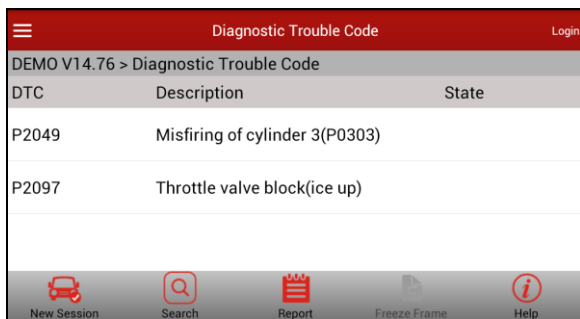 Diagnostic Trouble Code Login
DEMO V14.76 > Diagnostic Trouble Code
DTC Description State
P2049 Misfiring of cylinder 3(P0303)
P2097 Throttle valve block(ice up)
New Session Search Report Freeze Frame Help